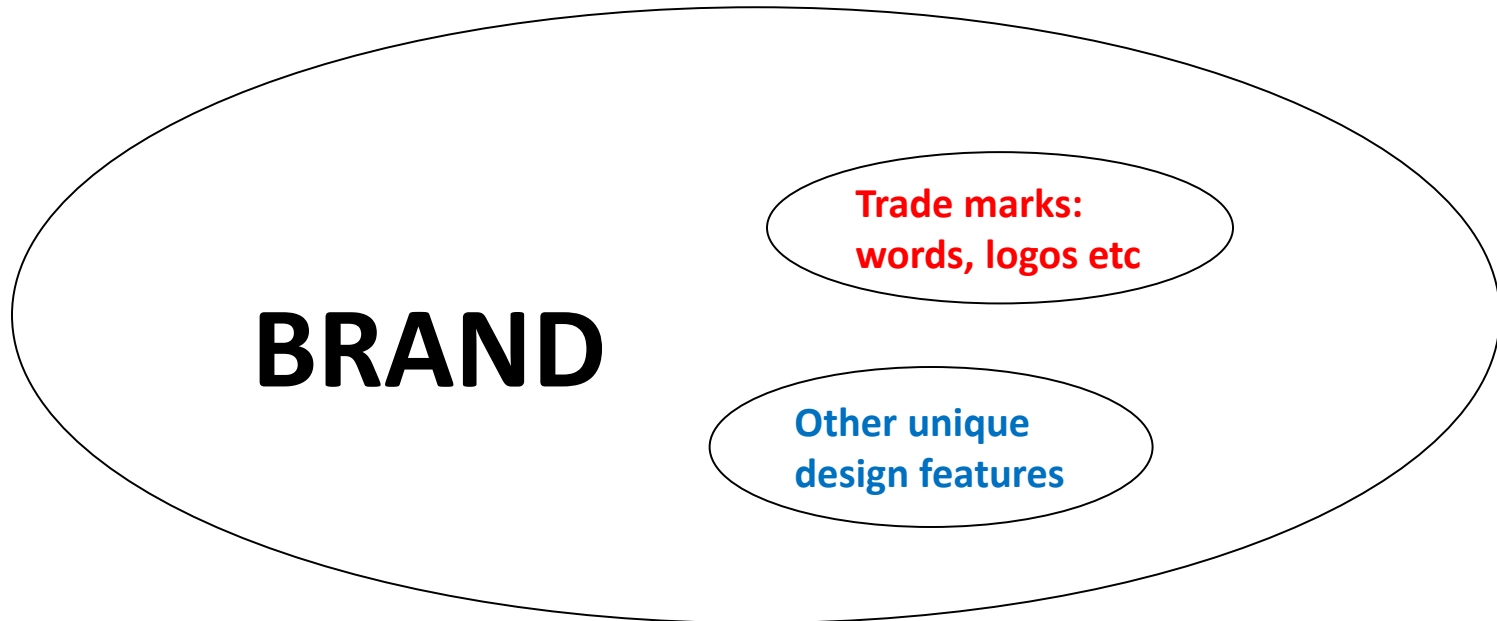 BRAND
Trade marks:
words, logos etc
Other unique
design features